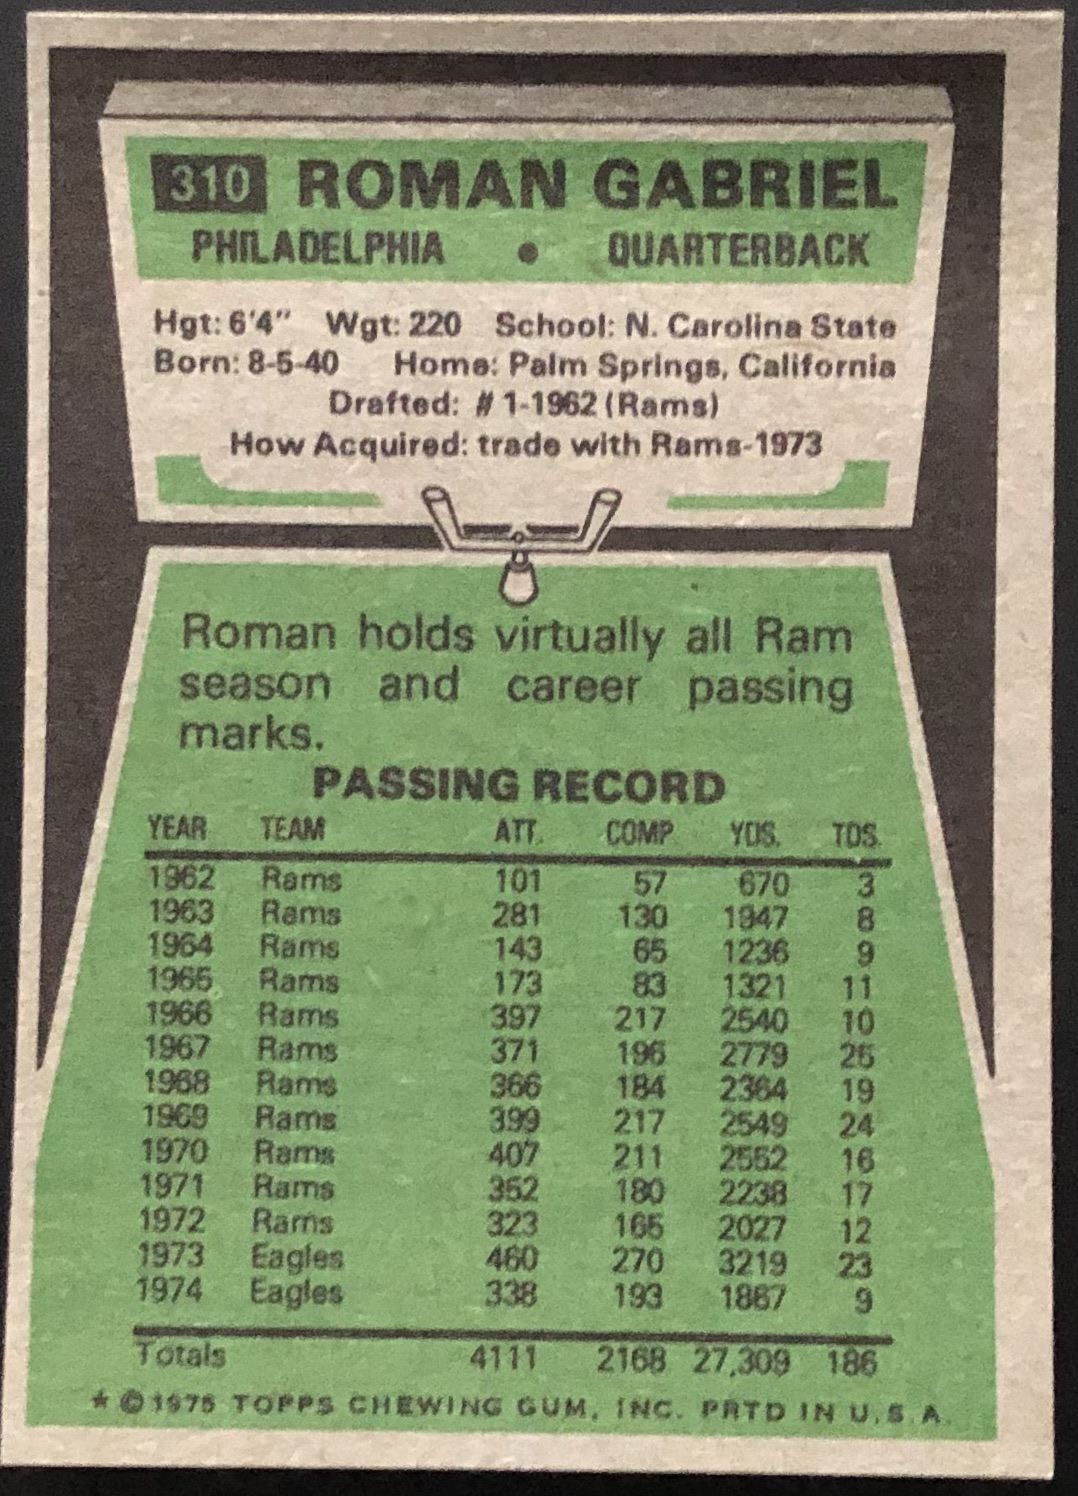 310 ROMAN GABRIEL
PHILADELPHIA • QUARTERBACK
Hgt: 6'4" Wgt: 220 School: N. Carolina State
Born: 8-5-40 Home: Palm Springs, California
Drafted: # 1-1962 (Rams)
How Acquired: trade with Rams-1973
Roman holds virtually all Ram
season and career passing
marks.
PASSING RECORD
YEAR TEAM ATT. COMP. YDS. TDS.
1962 Rams 101 57 670 3
1963 Rams 281 130 1947 8
1964 Rams 143 65 1236 9
1965 Rams 173 83 1321 11
1966 Rams 397 217 2540 10
1967 Rams 371 196 2779 25
1968 Rams 366 184 2364 19
1969 Rams 399 217 2549 24
1970 Rams 407 211 2552 16
1971 Rams 352 180 2238 17
1972 Rams 323 165 2027 12
1973 Eagles 460 270 3219 23
1974 Eagles 338 193 1867 9
Totals 4111 2168 27,309 186
* © 1975 TOPPS CHEWING GUM, INC. PRTD IN U.S.A.